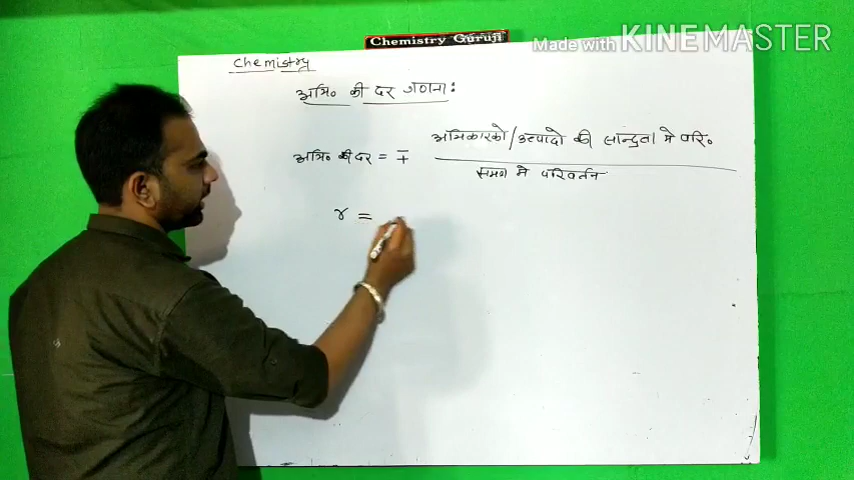 Chemistry Guruji
Made with KINEMASTER
Chemistry
अभि० की दर गणना:
अभि० की दर = ∓ अभिकारको/उत्पादो की सान्द्रता मे परि०
समय मे परिवर्तन
r =